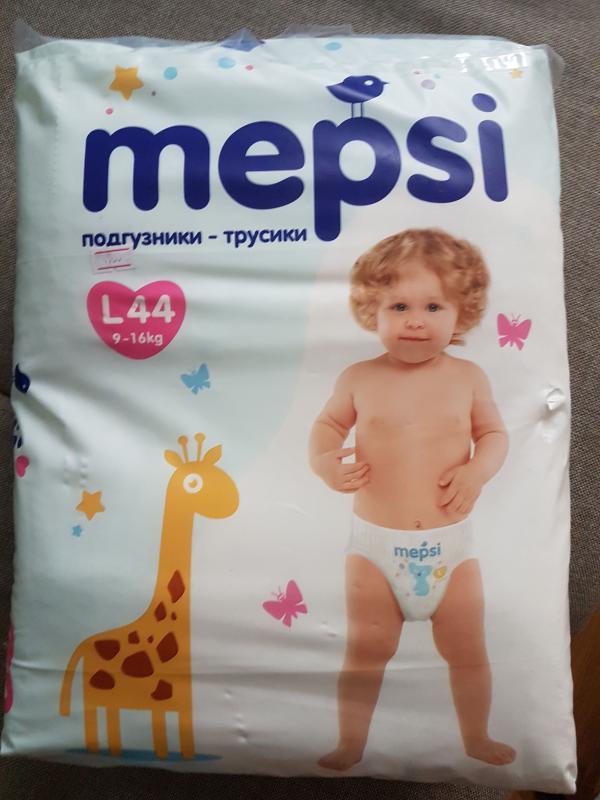 mepsi
подгузники - трусики
L44
9-16kg
mepsi